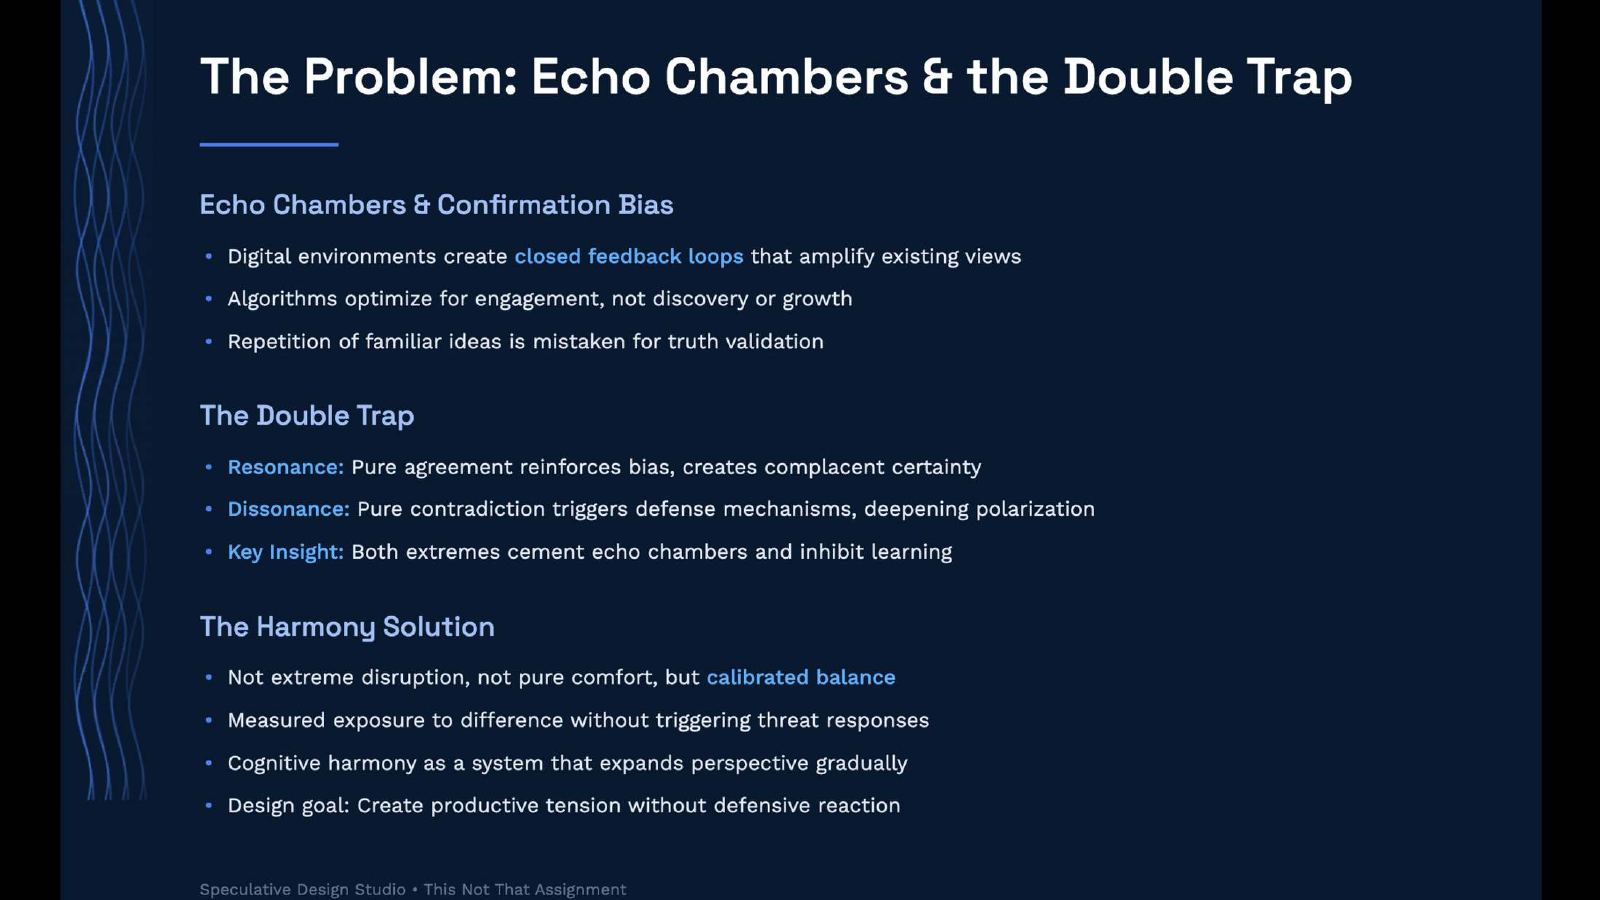 The Problem: Echo Chambers & the Double Trap
Echo Chambers & Confirmation Bias
• Digital environments create closed feedback loops that amplify existing views
• Algorithms optimize for engagement, not discovery or growth
• Repetition of familiar ideas is mistaken for truth validation
The Double Trap
• Resonance: Pure agreement reinforces bias, creates complacent certainty
• Dissonance: Pure contradiction triggers defense mechanisms, deepening polarization
• Key Insight: Both extremes cement echo chambers and inhibit learning
The Harmony Solution
• Not extreme disruption, not pure comfort, but calibrated balance
• Measured exposure to difference without triggering threat responses
• Cognitive harmony as a system that expands perspective gradually
• Design goal: Create productive tension without defensive reaction
Speculative Design Studio • This Not That Assignment